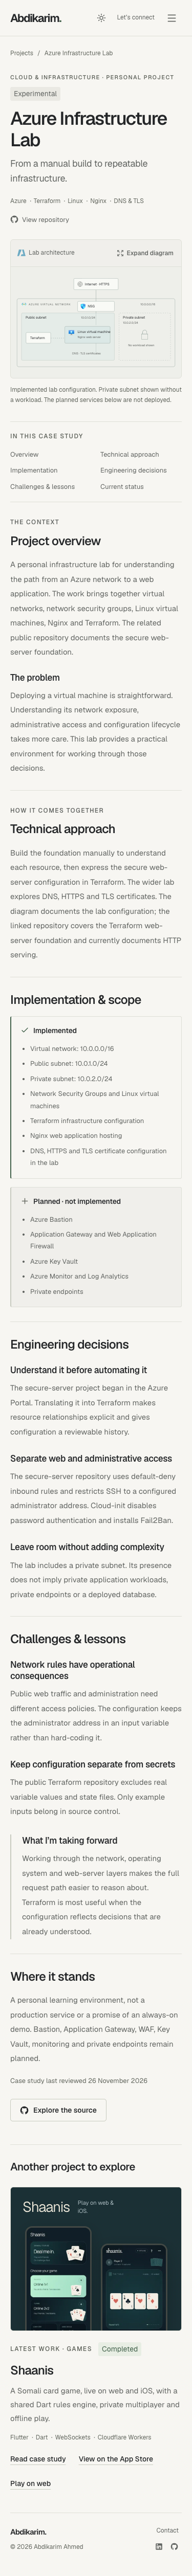 Abdikarim.
Let's connect
Projects / Azure Infrastructure Lab
CLOUD & INFRASTRUCTURE · PERSONAL PROJECT
Experimental
Azure Infrastructure
Lab
From a manual build to repeatable
infrastructure.
Azure · Terraform · Linux · Nginx · DNS & TLS
View repository
Lab architecture
Expand diagram
Internet HTTPS
Public subnet
NSG
Private subnet
Terraform
Linux virtual machine
Implemented lab configuration. Private subnet shown without
a workload. The planned services below are not deployed.
IN THIS CASE STUDY
Overview
Technical approach
Implementation
Engineering decisions
Challenges & lessons
Current status
THE CONTEXT
Project overview
A personal infrastructure lab for understanding
the path from an Azure network to a web
application. The work brings together virtual
networks, network security groups, Linux virtual
machines, Nginx and Terraform. The related
public repository documents the secure web-
server foundation.
The problem
Deploying a virtual machine is straightforward.
Understanding its network exposure,
administrative access and configuration lifecycle
takes more care. This lab provides a practical
environment for working through those
decisions.
HOW IT COMES TOGETHER
Technical approach
Build the foundation manually to understand
each resource, then express the secure web-
server configuration in Terraform. The wider lab
explores DNS, HTTPS and TLS certificates. The
diagram documents the lab configuration; the
linked repository covers the Terraform web-
server foundation and currently documents HTTP
serving.
Implementation & scope
Implemented
• Virtual network: 10.0.0.0/16
• Public subnet: 10.0.1.0/24
• Private subnet: 10.0.2.0/24
• Network Security Groups and Linux virtual
machines
• Terraform infrastructure configuration
• Nginx web application hosting
• DNS, HTTPS and TLS certificate configuration
in the lab
Planned · not implemented
• Azure Bastion
• Application Gateway and Web Application
Firewall
• Azure Key Vault
• Azure Monitor and Log Analytics
• Private endpoints
Engineering decisions
Understand it before automating it
The secure-server project began in the Azure
Portal. Translating it into Terraform makes
resource relationships explicit and gives
configuration a reviewable history.
Separate web and administrative access
The secure-server repository uses default-deny
inbound rules and restricts SSH to a configured
administrator address. Cloud-init disables
password authentication and installs Fail2Ban.
Leave room without adding complexity
The lab includes a private subnet. Its presence
does not imply private application workloads,
private endpoints or a deployed database.
Challenges & lessons
Network rules have operational
consequences
Public web traffic and administration need
different access policies. The configuration keeps
the administrator address in an input variable
rather than hard-coding it.
Keep configuration separate from secrets
The public Terraform repository excludes real
variable values and state files. Only example
inputs belong in source control.
What I'm taking forward
Working through the network, operating
system and web-server layers makes the full
request path easier to reason about.
Terraform is most useful when the
configuration reflects decisions that are
already understood.
Where it stands
A personal learning environment, not a
production service or a promise of an always-on
demo. Bastion, Application Gateway, WAF, Key
Vault, monitoring and private endpoints remain
planned.
Case study last reviewed 26 November 2026
Explore the source
Another project to explore
Shaanis
Play on web &
iOS.
LATEST WORK · GAMES
Completed
Shaanis
A Somali card game, live on web and iOS, with a
shared Dart rules engine, private multiplayer and
offline play.
Flutter · Dart · WebSockets · Cloudflare Workers
Read case study
View on the App Store
Play on web
Abdikarim.
Contact
© 2026 Abdikarim Ahmed